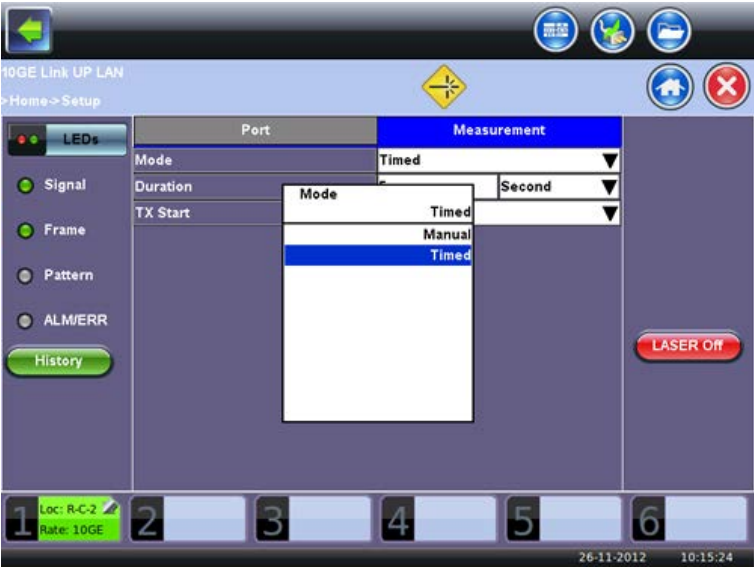 10GE Link UP LAN
>Home->Setup
LEDs
Signal
Frame
Pattern
ALM/ERR
History
Port Measurement
Mode Timed
Duration Second
TX Start
Mode
Timed
Manual
Timed
LASER Off
1 Loc: R-C-2
Rate: 10GE
2 3 4 5 6
26-11-2012 10:15:24